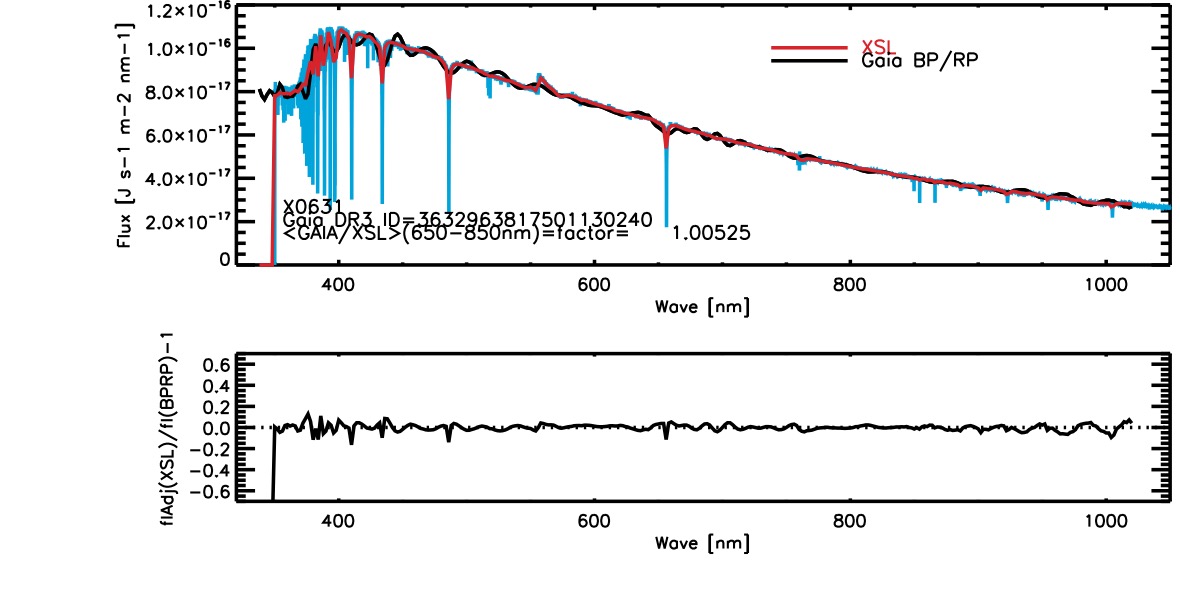 1.2×10−16
1.0×10−16
8.0×10−17
6.0×10−17
4.0×10−17
2.0×10−17
0
Flux [J s−1 m−2 nm−1]
XSL
Gaia BP/RP
X0631
Gaia DR3 ID=3632963817501130240
<GAIA/XSL>(650−850nm)=factor= 1.00525
400 600 800 1000
Wave [nm]
0.6
0.4
0.2
0.0
−0.2
−0.4
−0.6
flAdj(XSL)/fl(BPRP)−1
400 600 800 1000
Wave [nm]